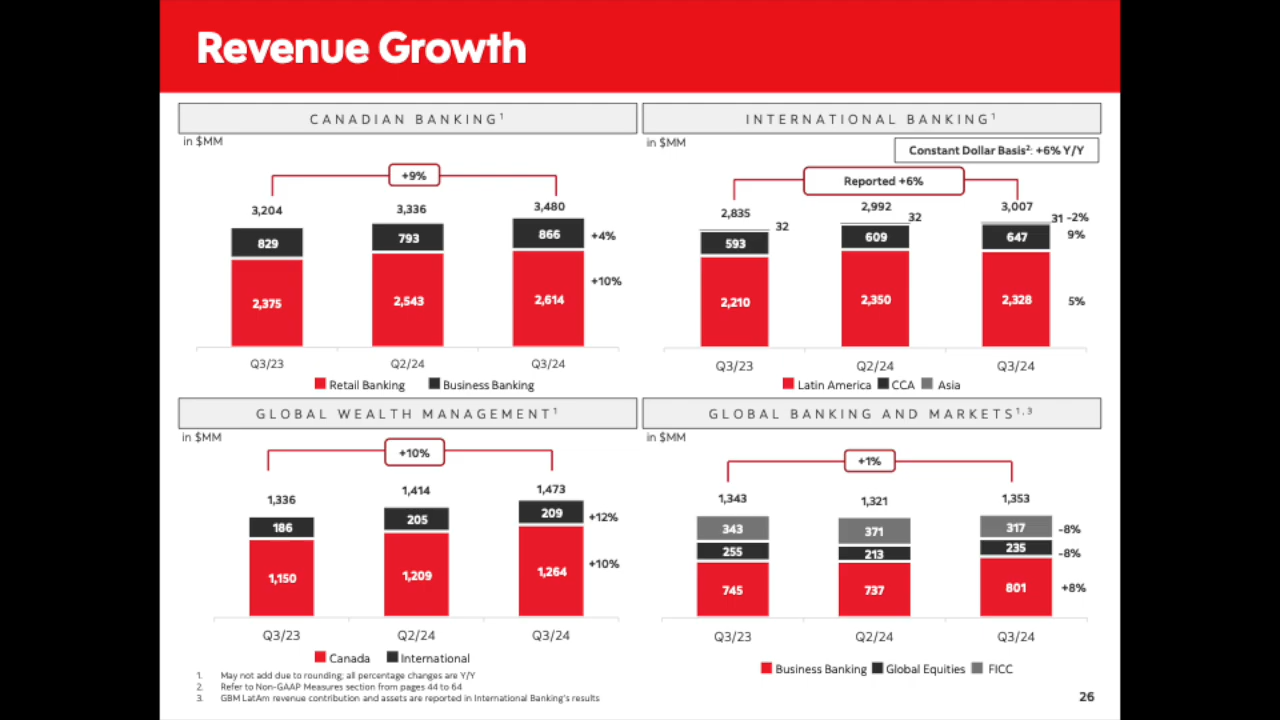 Revenue Growth
CANADIAN BANKING¹
in $MM
+9%
3,204
3,336
3,480
829
793
866
+4%
2,375
2,543
2,614
+10%
Q3/23
Q2/24
Q3/24
Retail Banking
Business Banking
INTERNATIONAL BANKING¹
in $MM
Constant Dollar Basis²: +6% Y/Y
Reported +6%
2,835
2,992
3,007
32
32
31 -2%
593
609
647
9%
2,210
2,350
2,328
5%
Q3/23
Q2/24
Q3/24
Latin America
CCA
Asia
GLOBAL WEALTH MANAGEMENT¹
in $MM
+10%
1,336
1,414
1,473
186
205
209
+12%
1,150
1,209
1,264
+10%
Q3/23
Q2/24
Q3/24
Canada
International
GLOBAL BANKING AND MARKETS¹,³
in $MM
+1%
1,343
1,321
1,353
343
371
317
-8%
255
213
235
-8%
745
737
801
+8%
Q3/23
Q2/24
Q3/24
Business Banking
Global Equities
FICC
1. May not add due to rounding; all percentage changes are Y/Y
2. Refer to Non-GAAP Measures section from pages 44 to 64
3. GBM LatAm revenue contribution and assets are reported in International Banking's results
26